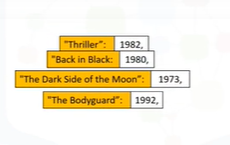 "Thriller": 1982,
"Back in Black: 1980,
"The Dark Side of the Moon": 1973,
"The Bodyguard": 1992,